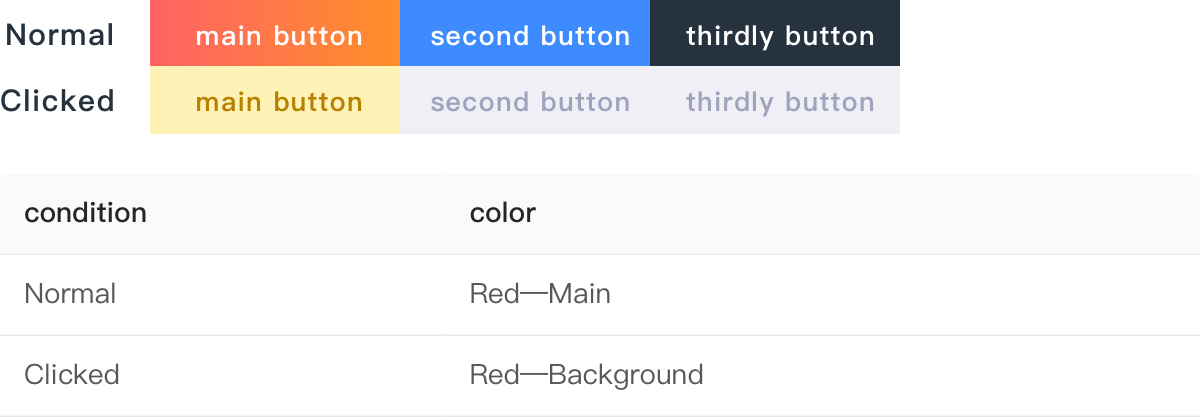 Normal main button second button thirdly button
Clicked main button second button thirdly button
condition color
Normal Red—Main
Clicked Red—Background